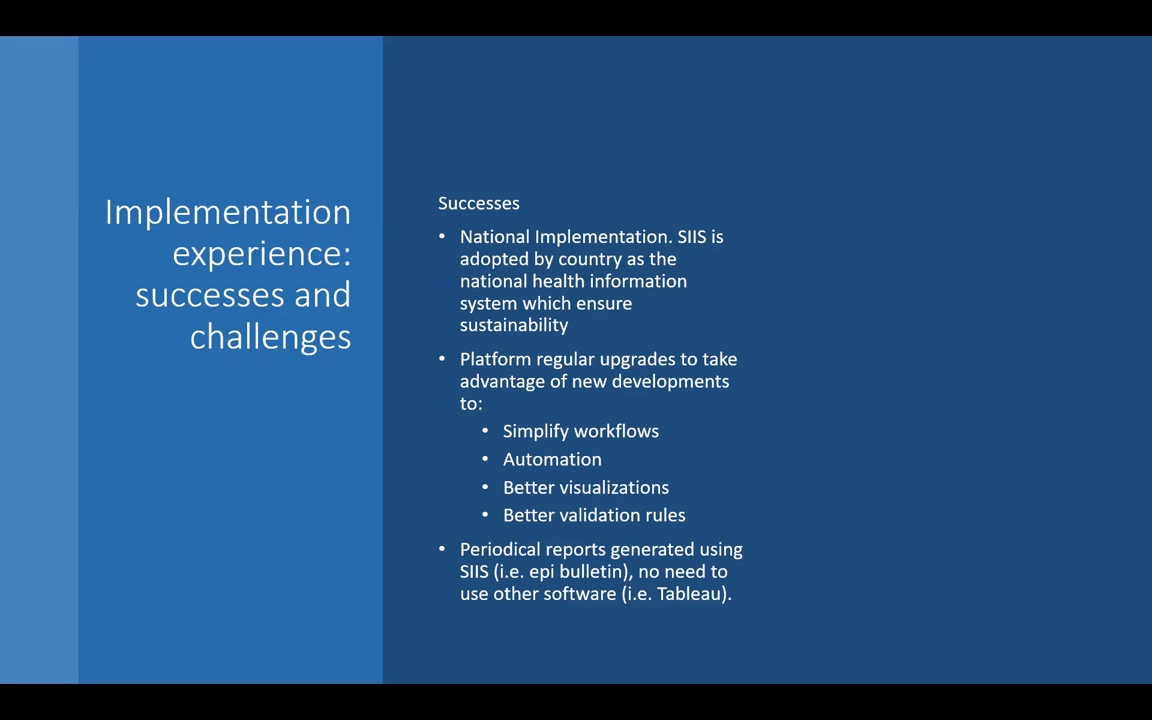 Implementation
experience:
successes and
challenges
Successes
• National Implementation. SIIS is
adopted by country as the
national health information
system which ensure
sustainability
• Platform regular upgrades to take
advantage of new developments
to:
• Simplify workflows
• Automation
• Better visualizations
• Better validation rules
• Periodical reports generated using
SIIS (i.e. epi bulletin), no need to
use other software (i.e. Tableau).